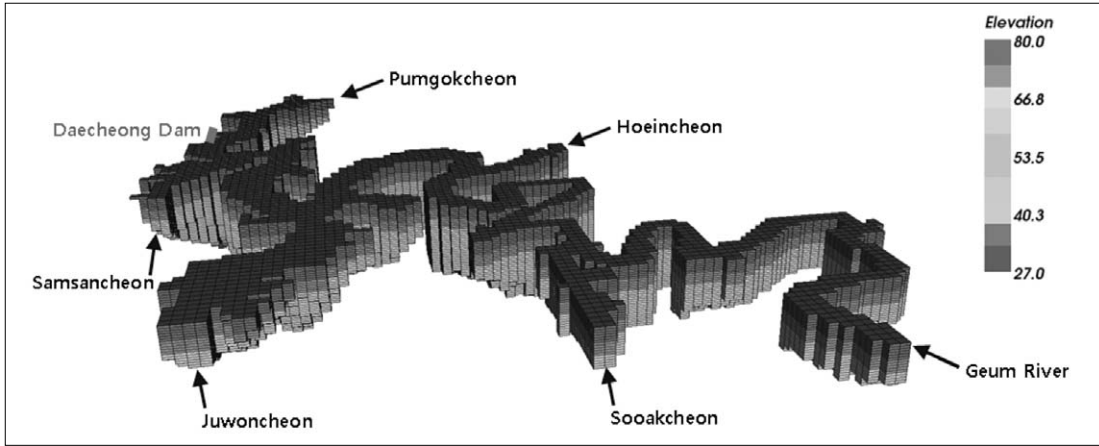 Elevation
80.0
66.8
53.5
40.3
27.0
Pumgokcheon
Daecheong Dam
Hoeincheon
Samsancheon
Juwoncheon
Sooakcheon
Geum River